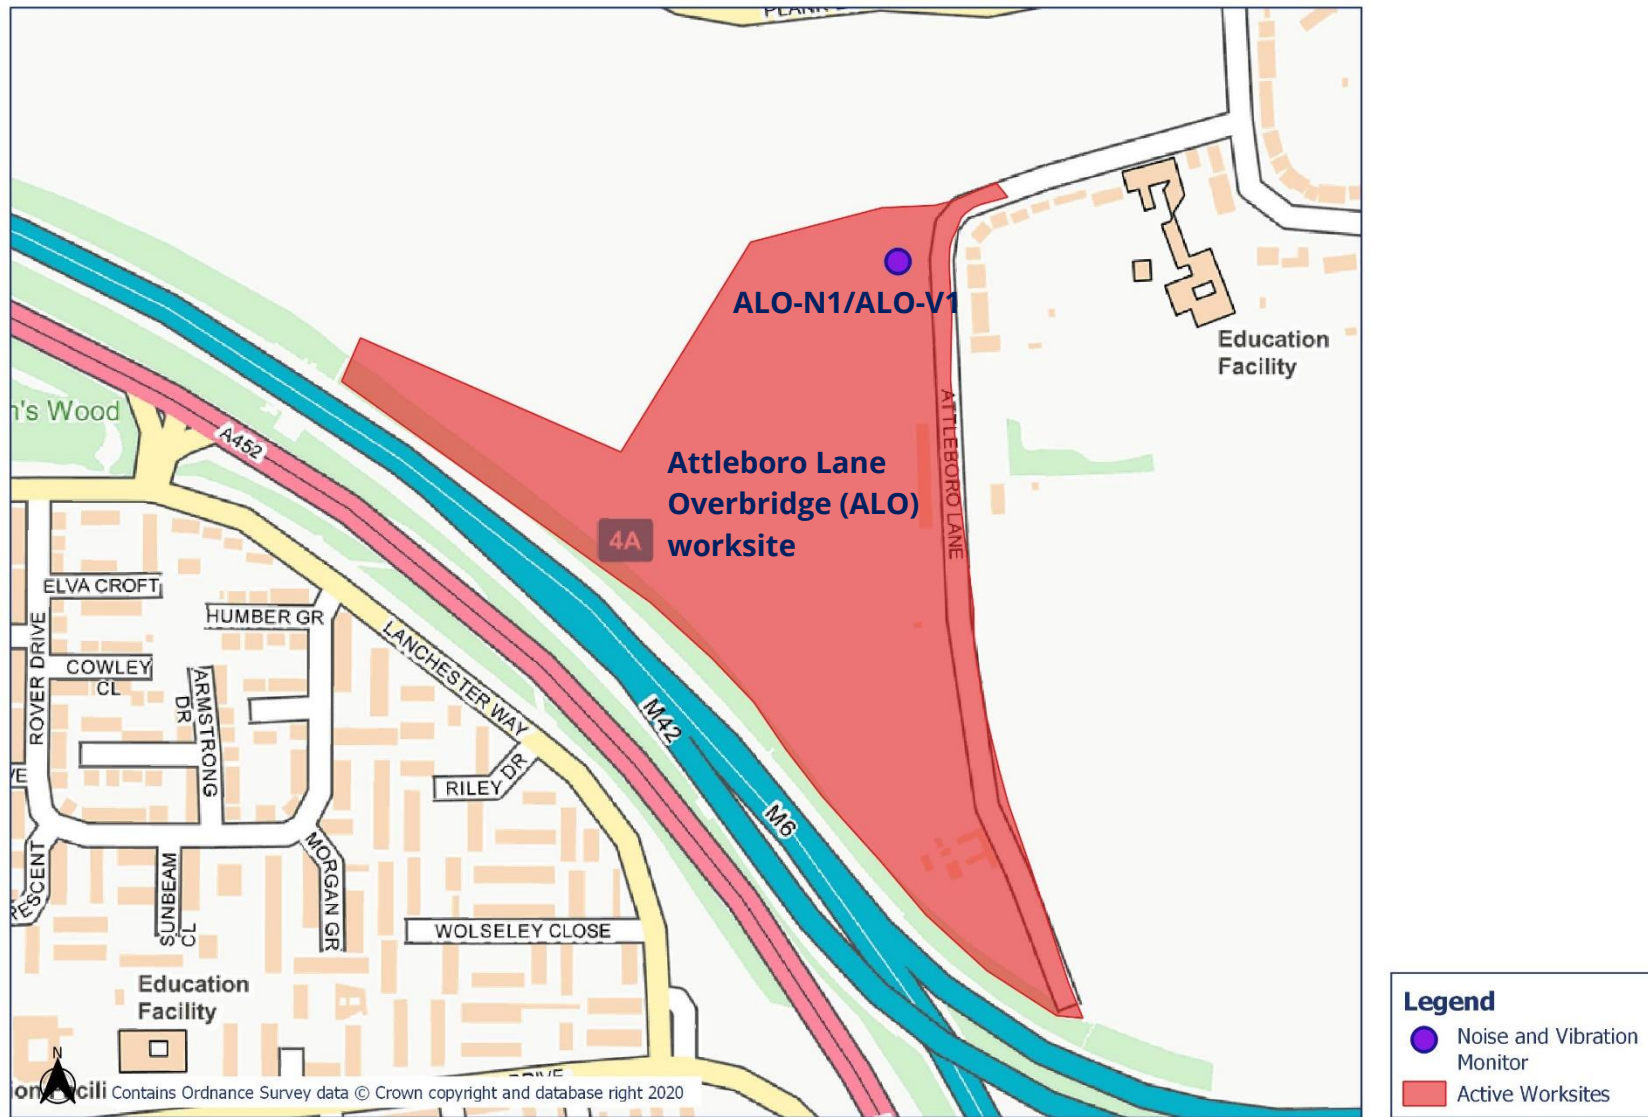 ALO-N1/ALO-V1
Education
Facility
n's Wood
A452
ATTLEBORO LANE
Attleboro Lane
Overbridge (ALO)
worksite
4A
ELVA CROFT
HUMBER GR
ROVER DRIVE
COWLEY
CL
ARMSTRONG
DR
LANCHESTER WAY
M42
RILEY DR
M6
MORGAN GR
SUNBEAM
CL
WOLSELEY CLOSE
Education
Facility
N
Contains Ordnance Survey data © Crown copyright and database right 2020
Legend
Noise and Vibration
Monitor
Active Worksites